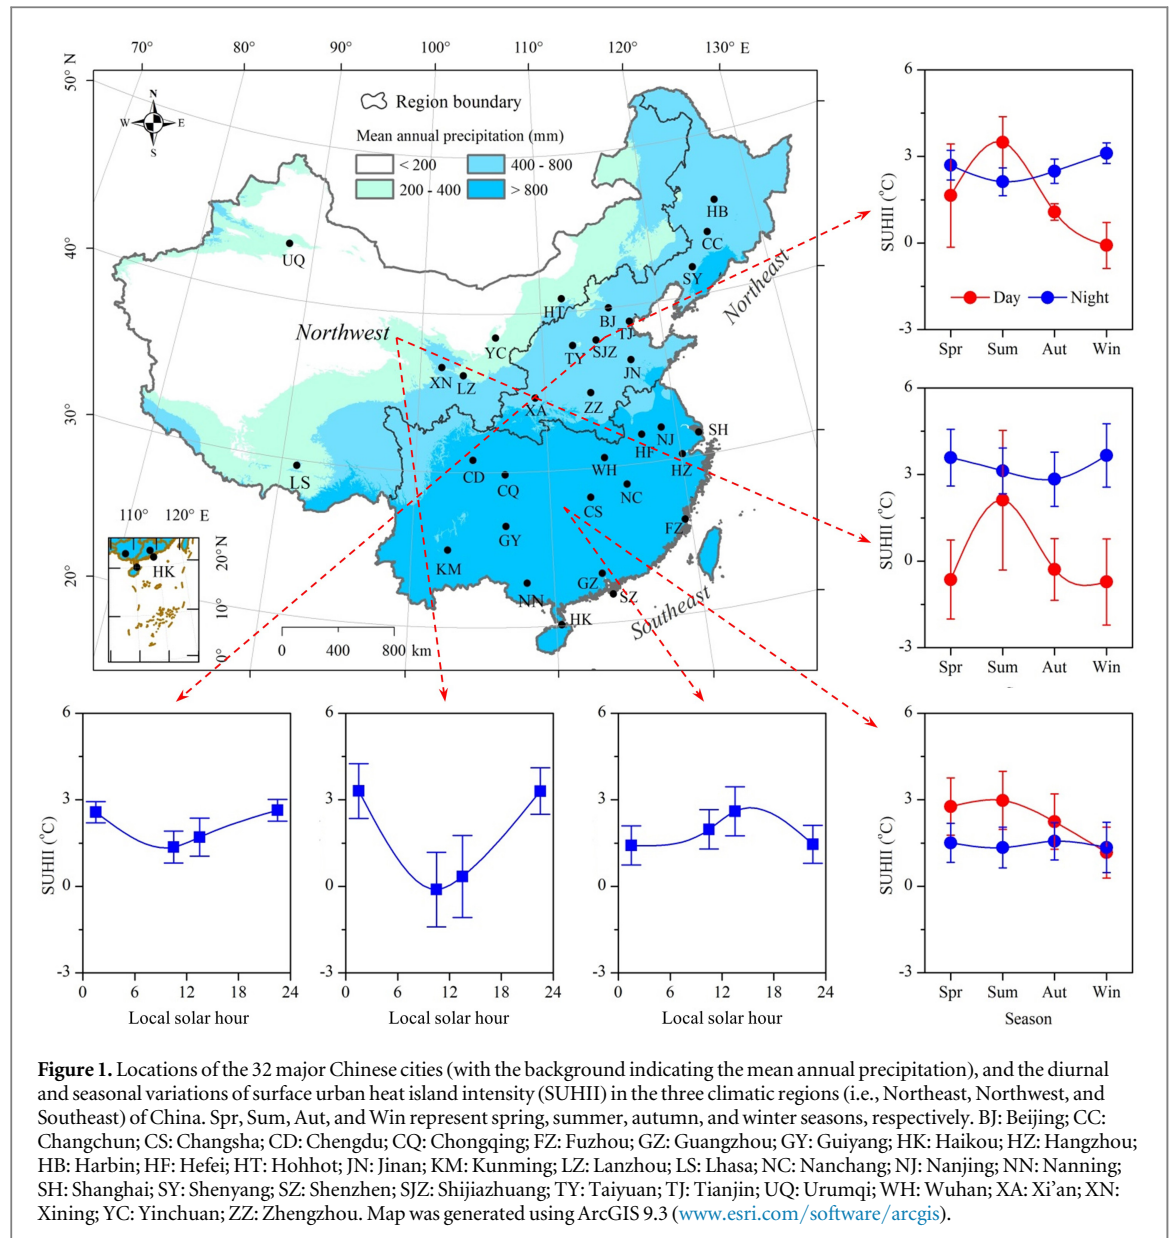 70°
80°
90°
100°
110°
120°
130° E
50° N
40°
30°
20°
N
W
E
S
Region boundary
Mean annual precipitation (mm)
< 200
400 - 800
200 - 400
> 800
HB
CC
SY
UQ
HT
BJ
TJ
Northeast
Northwest
YC
TY
SJZ
JN
XN
LZ
XA
ZZ
SH
NJ
HF
HZ
LS
CD
WH
CQ
NC
CS
FZ
GY
KM
GZ
NN
SZ
Southeast
HK
110°
120° E
20° N
10°
0°
HK
0
400
800 km
6
3
0
-3
SUHII (°C)
Day
Night
Spr
Sum
Aut
Win
6
3
0
-3
SUHII (°C)
Spr
Sum
Aut
Win
6
3
0
-3
SUHII (°C)
0
6
12
18
24
Local solar hour
6
3
0
-3
0
6
12
18
24
Local solar hour
6
3
0
-3
0
6
12
18
24
Local solar hour
6
3
0
-3
SUHII (°C)
Spr
Sum
Aut
Win
Season
Figure 1. Locations of the 32 major Chinese cities (with the background indicating the mean annual precipitation), and the diurnal
and seasonal variations of surface urban heat island intensity (SUHII) in the three climatic regions (i.e., Northeast, Northwest, and
Southeast) of China. Spr, Sum, Aut, and Win represent spring, summer, autumn, and winter seasons, respectively. BJ: Beijing; CC:
Changchun; CS: Changsha; CD: Chengdu; CQ: Chongqing; FZ: Fuzhou; GZ: Guangzhou; GY: Guiyang; HK: Haikou; HZ: Hangzhou;
HB: Harbin; HF: Hefei; HT: Hohhot; JN: Jinan; KM: Kunming; LZ: Lanzhou; LS: Lhasa; NC: Nanchang; NJ: Nanjing; NN: Nanning;
SH: Shanghai; SY: Shenyang; SZ: Shenzhen; SJZ: Shijiazhuang; TY: Taiyuan; TJ: Tianjin; UQ: Urumqi; WH: Wuhan; XA: Xi'an; XN:
Xining; YC: Yinchuan; ZZ: Zhengzhou. Map was generated using ArcGIS 9.3 (www.esri.com/software/arcgis).